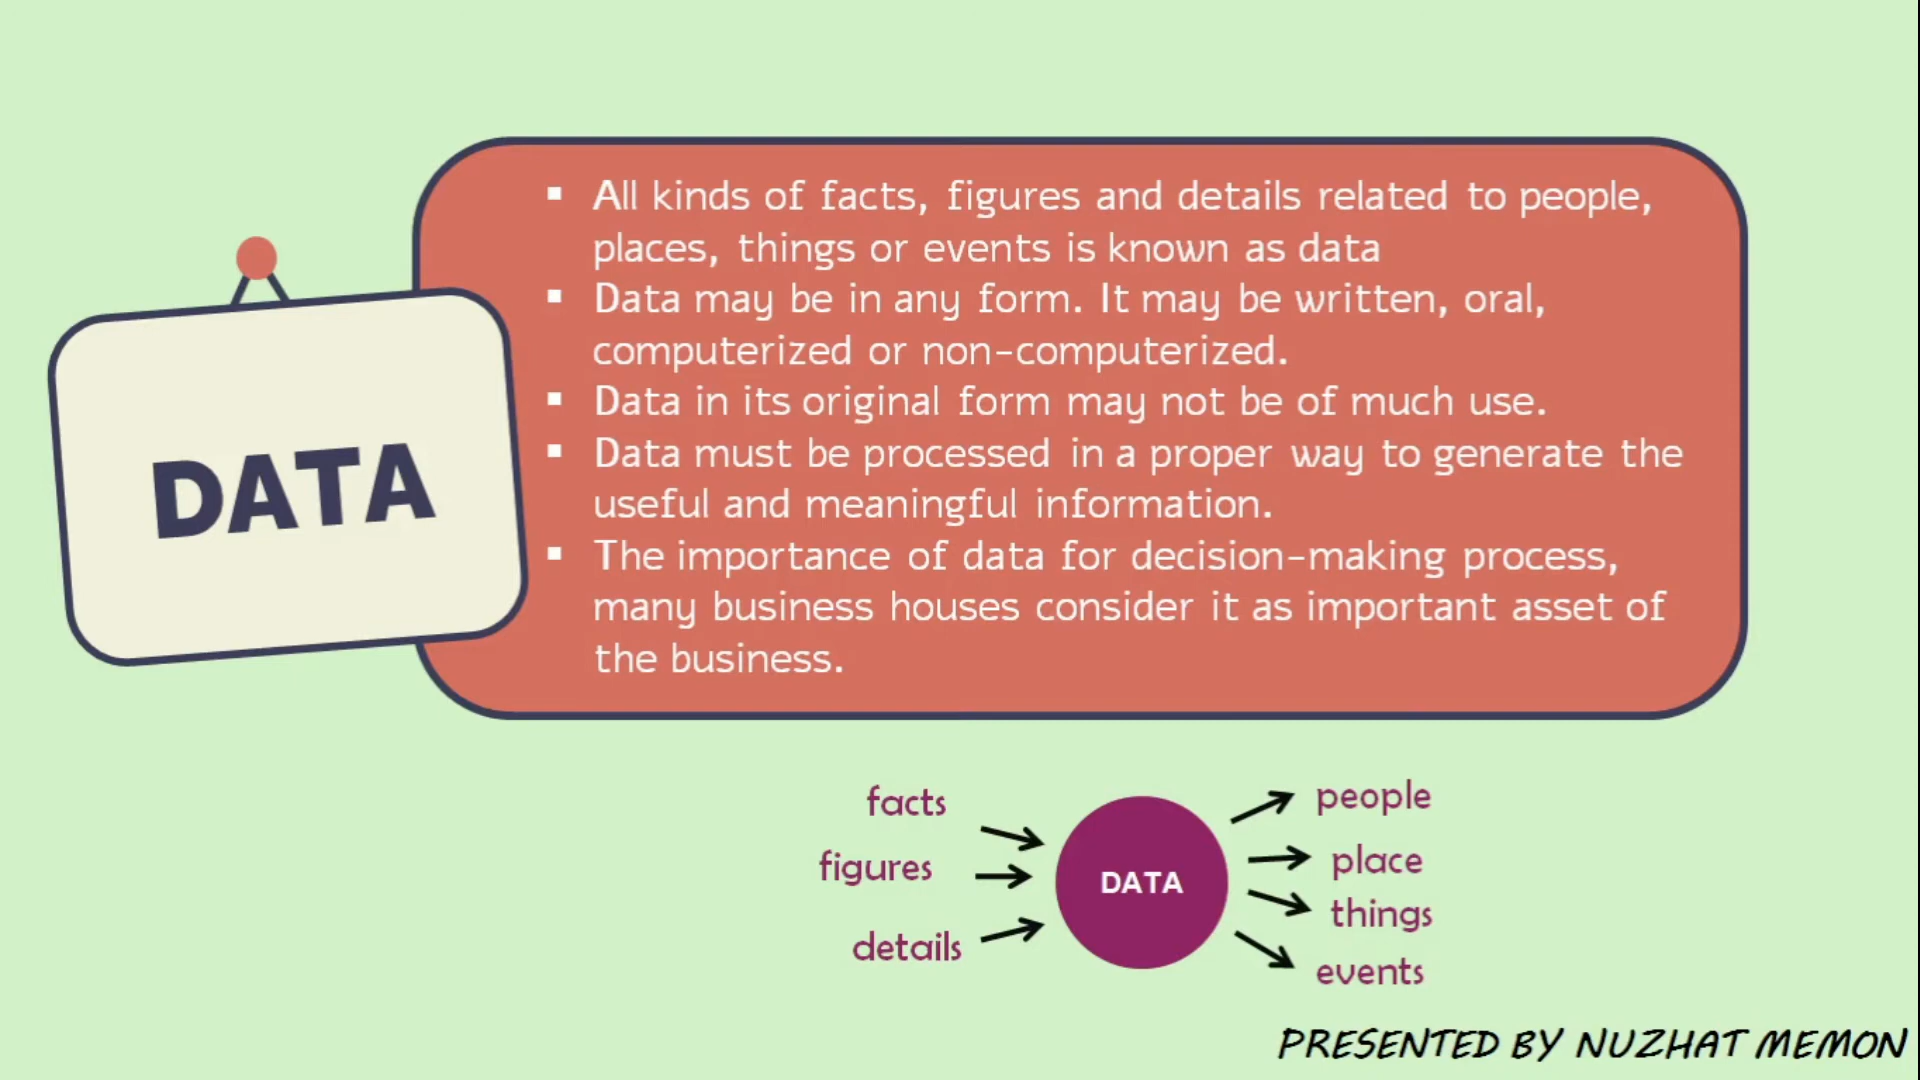 DATA
▪ All kinds of facts, figures and details related to people,
places, things or events is known as data
▪ Data may be in any form. It may be written, oral,
computerized or non-computerized.
▪ Data in its original form may not be of much use.
▪ Data must be processed in a proper way to generate the
useful and meaningful information.
▪ The importance of data for decision-making process,
many business houses consider it as important asset of
the business.
facts
figures
details
DATA
people
place
things
events
PRESENTED BY NUZHAT MEMON